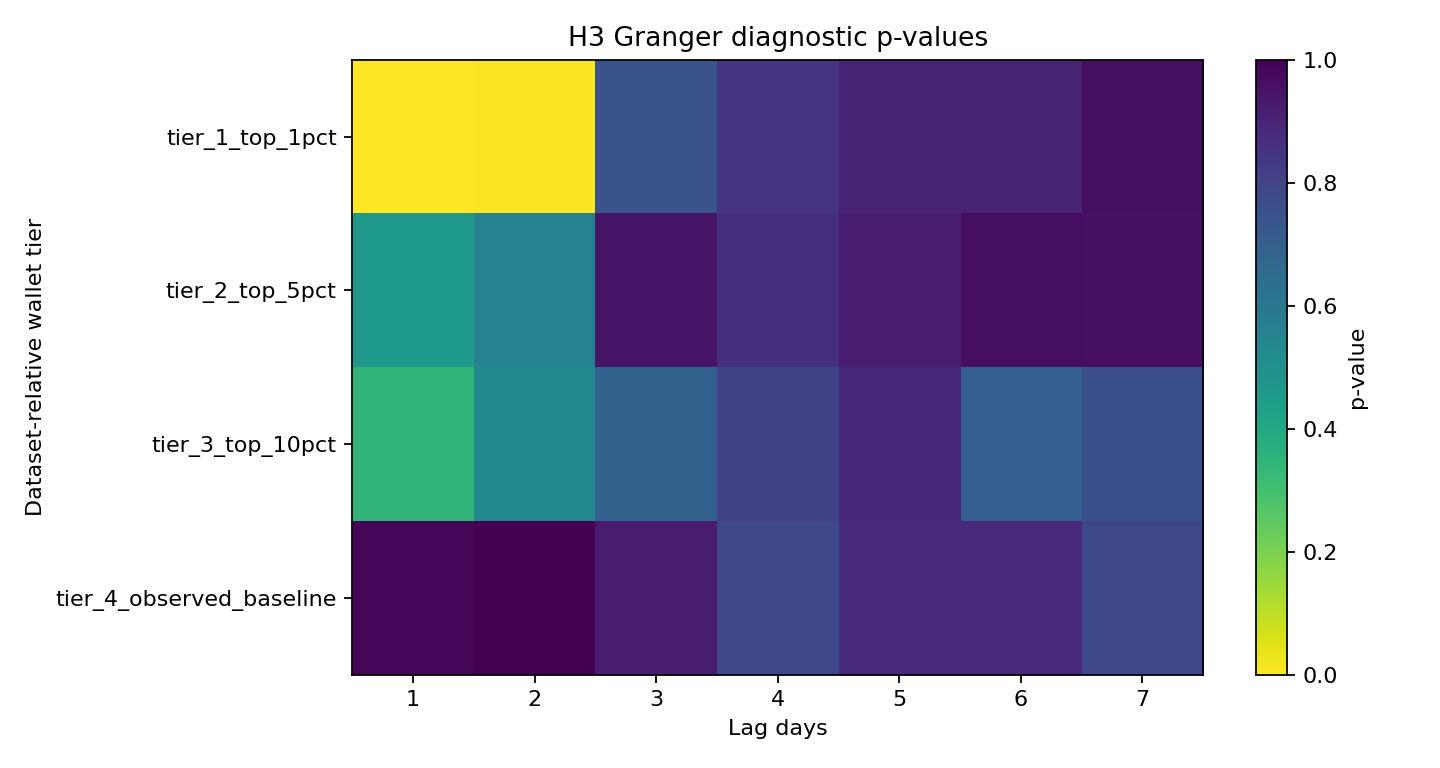 H3 Granger diagnostic p-values
Dataset-relative wallet tier
tier_1_top_1pct
tier_2_top_5pct
tier_3_top_10pct
tier_4_observed_baseline
1 2 3 4 5 6 7
Lag days
1.0
0.8
0.6
0.4
0.2
0.0
p-value